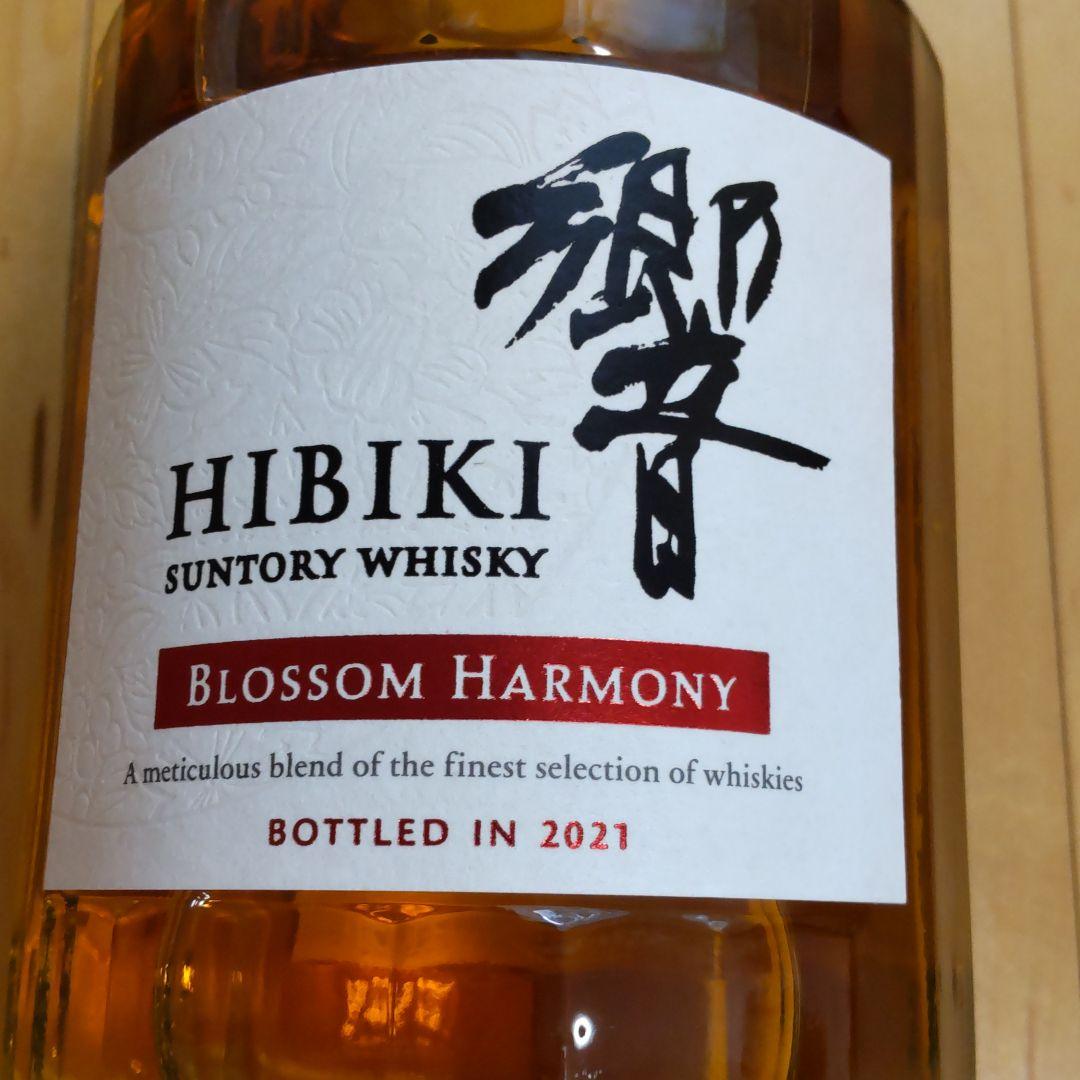 響
HIBIKI
SUNTORY WHISKY
BLOSSOM HARMONY
A meticulous blend of the finest selection of whiskies
BOTTLED IN 2021